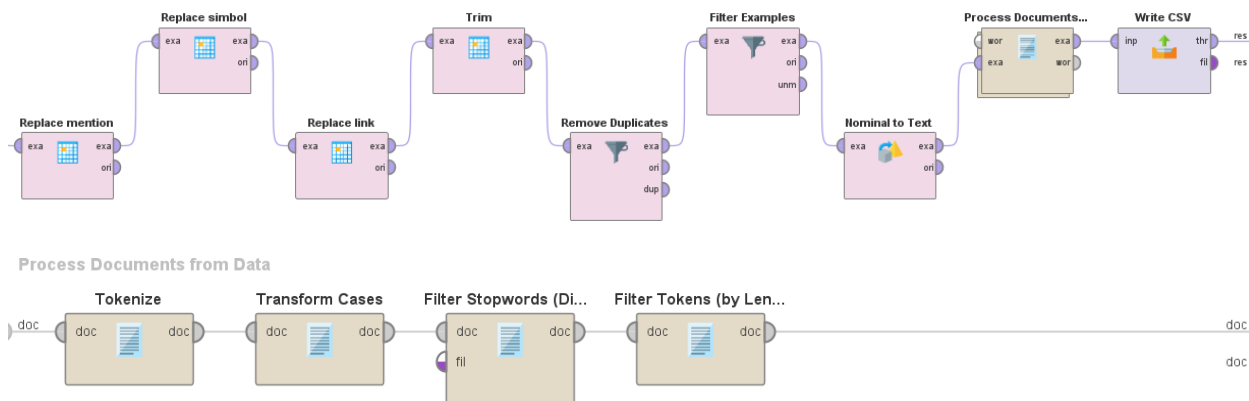 Replace simbol
Trim
Filter Examples
Process Documents...
Write CSV
exa exa
ori
exa exa
ori
exa exa
ori
unm
wor exa
exa wor
inp thr
fil
res
res
Replace mention
Replace link
Remove Duplicates
Nominal to Text
exa exa
ori
exa exa
ori
exa exa
ori
dup
exa exa
ori
Process Documents from Data
Tokenize
Transform Cases
Filter Stopwords (Di...
Filter Tokens (by Len...
doc
doc doc
doc doc
doc doc
fil
doc doc
doc
doc